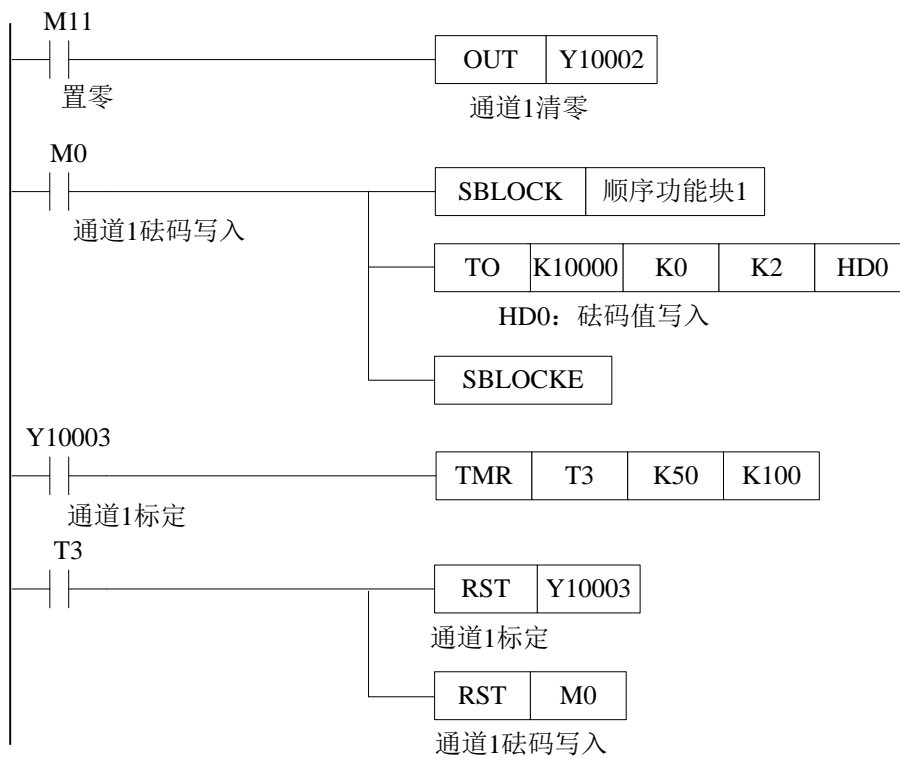 M11
OUT Y10002
置零
通道1清零
M0
SBLOCK 顺序功能块1
通道1砝码写入
TO K10000 K0 K2 HD0
HD0：砝码值写入
SBLOCKE
Y10003
TMR T3 K50 K100
通道1标定
T3
RST Y10003
通道1标定
RST M0
通道1砝码写入